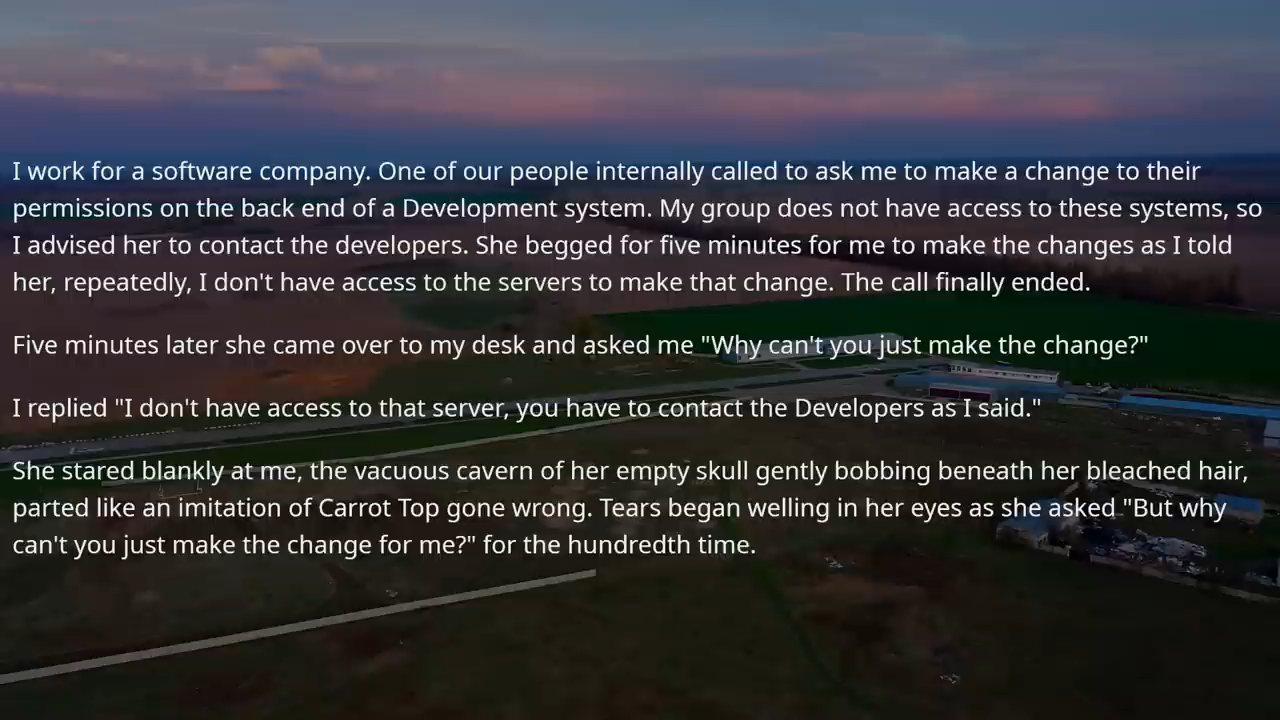 I work for a software company. One of our people internally called to ask me to make a change to their
permissions on the back end of a Development system. My group does not have access to these systems, so
I advised her to contact the developers. She begged for five minutes for me to make the changes as I told
her, repeatedly, I don't have access to the servers to make that change. The call finally ended.
Five minutes later she came over to my desk and asked me "Why can't you just make the change?"
I replied "I don't have access to that server, you have to contact the Developers as I said."
She stared blankly at me, the vacuous cavern of her empty skull gently bobbing beneath her bleached hair,
parted like an imitation of Carrot Top gone wrong. Tears began welling in her eyes as she asked "But why
can't you just make the change for me?" for the hundredth time.